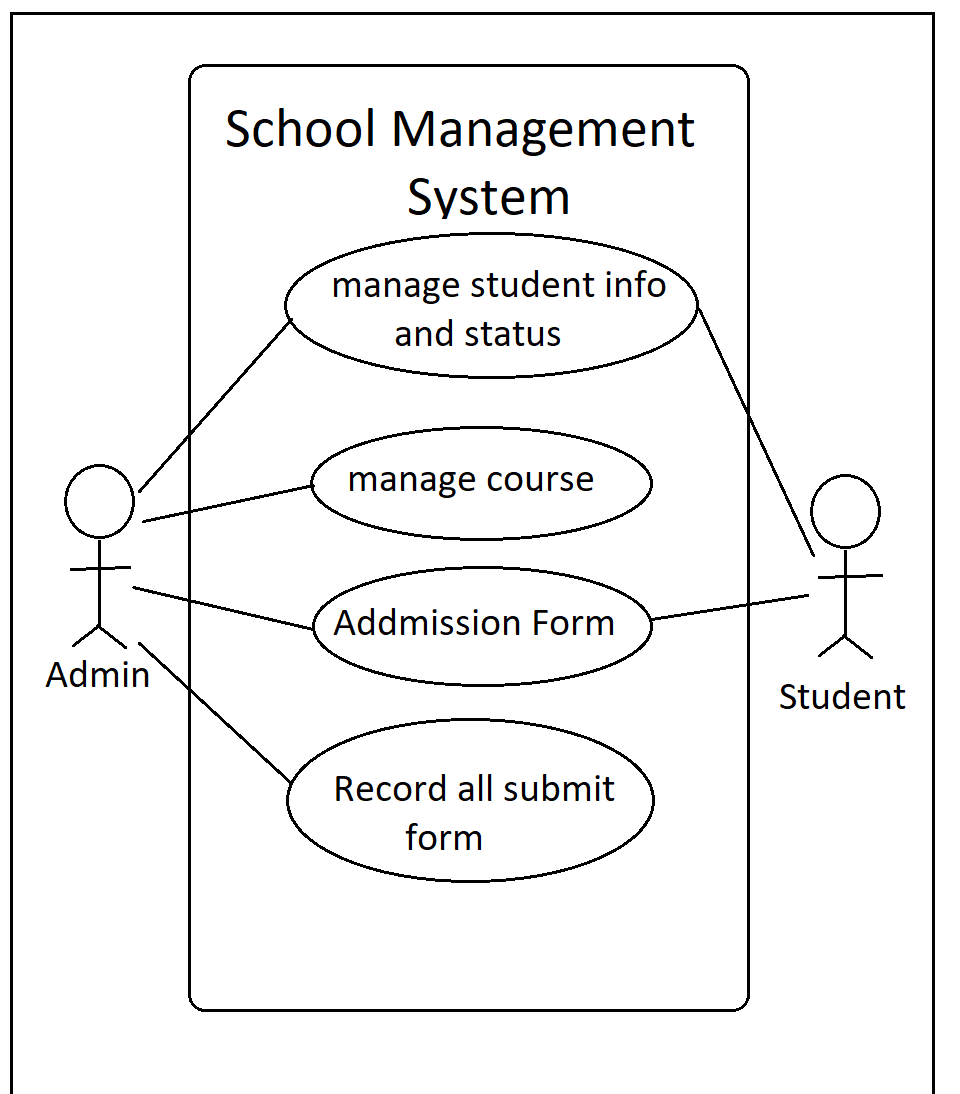 School Management
System
manage student info
and status
manage course
Addmission Form
Admin
Student
Record all submit
form